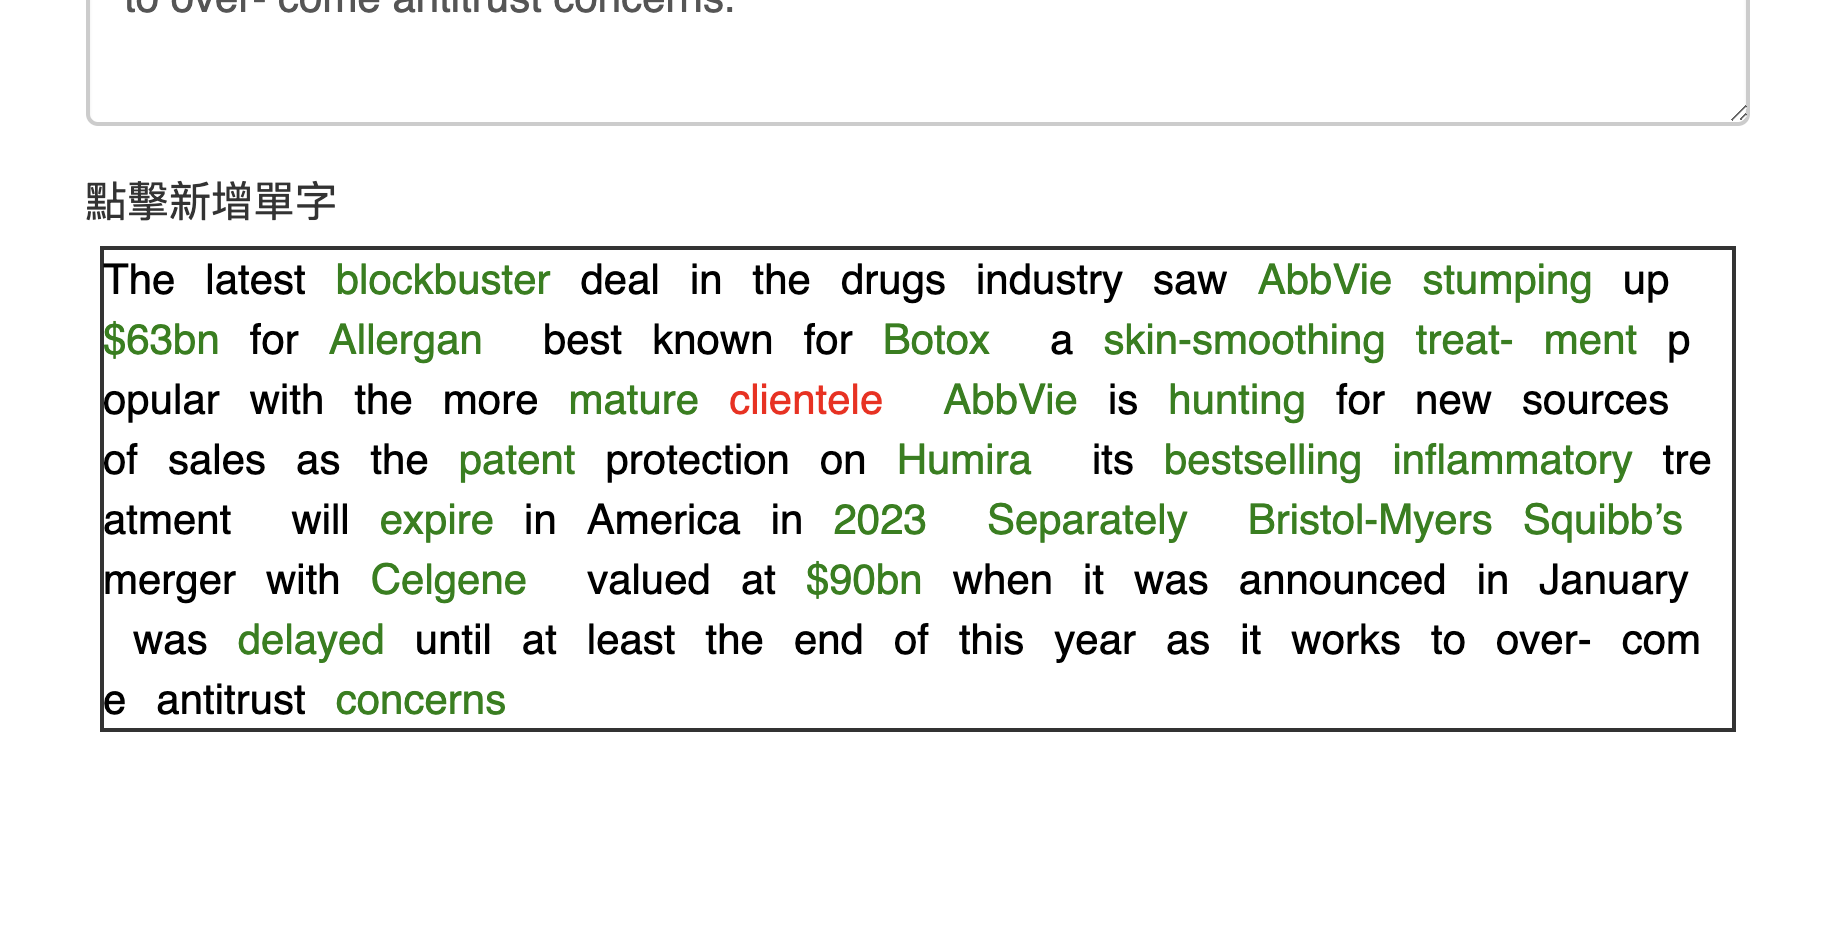 to over- come antitrust concerns.
點擊新增單字
The latest blockbuster deal in the drugs industry saw AbbVie stumping up
$63bn for Allergan best known for Botox a skin-smoothing treat- ment p
opular with the more mature clientele AbbVie is hunting for new sources
of sales as the patent protection on Humira its bestselling inflammatory tre
atment will expire in America in 2023 Separately Bristol-Myers Squibb’s
merger with Celgene valued at $90bn when it was announced in January
was delayed until at least the end of this year as it works to over- com
e antitrust concerns